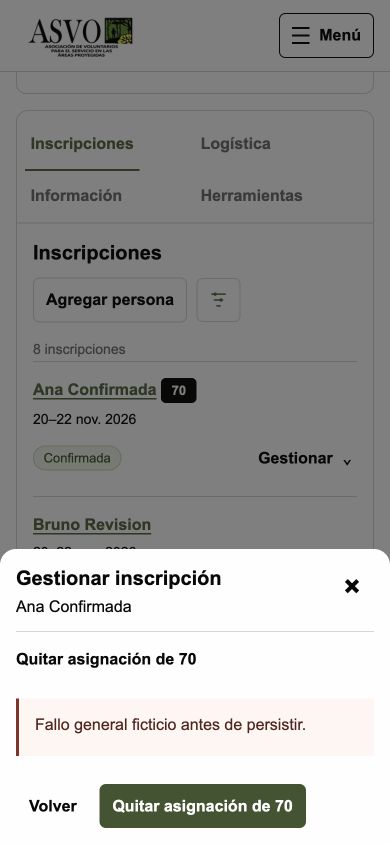 ASVO
ASOCIACIÓN DE VOLUNTARIOS
PARA EL SERVICIO EN LAS
ÁREAS PROTEGIDAS
Menú
Inscripciones
Logística
Información
Herramientas
Inscripciones
Agregar persona
8 inscripciones
Ana Confirmada 70
20–22 nov. 2026
Confirmada
Gestionar
Bruno Revision
Gestionar inscripción
Ana Confirmada
Quitar asignación de 70
Fallo general ficticio antes de persistir.
Volver
Quitar asignación de 70